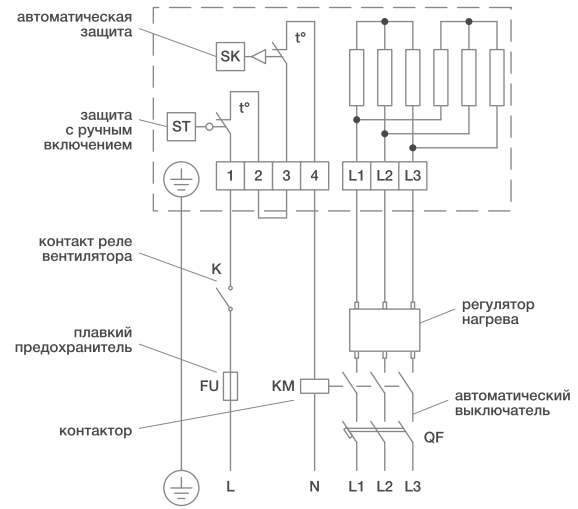 автоматическая
защита
SK
t°
защита
с ручным
включением
ST
t°
1 2 3 4 L1 L2 L3
контакт реле
вентилятора
K
регулятор
нагрева
плавкий
предохранитель
FU
KM
автоматический
выключатель
контактор
QF
L N L1 L2 L3